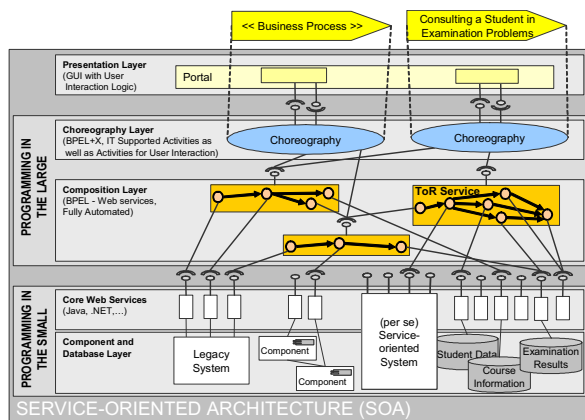 << Business Process >>
Consulting a Student in
Examination Problems
Presentation Layer
(GUI with User
Interaction Logic)
Portal
PROGRAMMING IN
THE LARGE
Choreography Layer
(BPEL+X, IT Supported Activities as
well as Activities for User Interaction)
Choreography
Choreography
Composition Layer
(BPEL - Web services,
Fully Automated)
ToR Service
PROGRAMMING IN
THE SMALL
Core Web Services
(Java, .NET,...)
Component and
Database Layer
Legacy
System
Component
Component
(per se)
Service-
oriented
System
Student Data
Course
Information
Examination
Results
SERVICE-ORIENTED ARCHITECTURE (SOA)